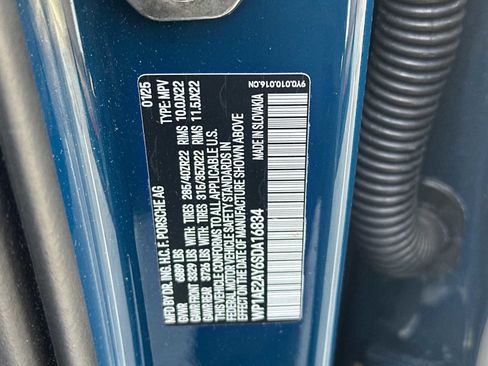 MFD BY DR. ING. H.C. F. PORSCHE AG 01/25
GVWR 6889 LBS TYPE: MPV
GAWR FRONT 3329 LBS WITH: TIRES 285/40ZR22 RIMS 10.0JX22
GAWR REAR 3726 LBS WITH: TIRES 315/35ZR22 RIMS 11.5JX22
THIS VEHICLE CONFORMS TO ALL APPLICABLE U.S.
FEDERAL MOTOR VEHICLE SAFETY STANDARDS IN EFFECT
ON THE DATE OF MANUFACTURE SHOWN ABOVE
WP1AE2AY6SDA16834 MADE IN SLOVAKIA
9Y0.010.016.CN